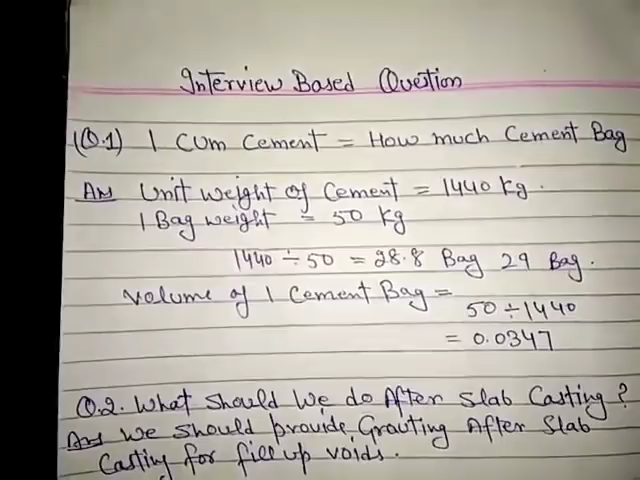 Interview Based Question
(Q.1) 1 CUM Cement = How much Cement Bag
An Unit weight of Cement = 1440 kg.
1 Bag weight = 50 kg
1440 ÷ 50 = 28.8 Bag 29 Bag.
Volume of 1 Cement Bag =
50 ÷ 1440
= 0.0347
Q.2. What should We do After slab Casting?
Ans We should provide Grouting After Slab
Casting for fill up voids.